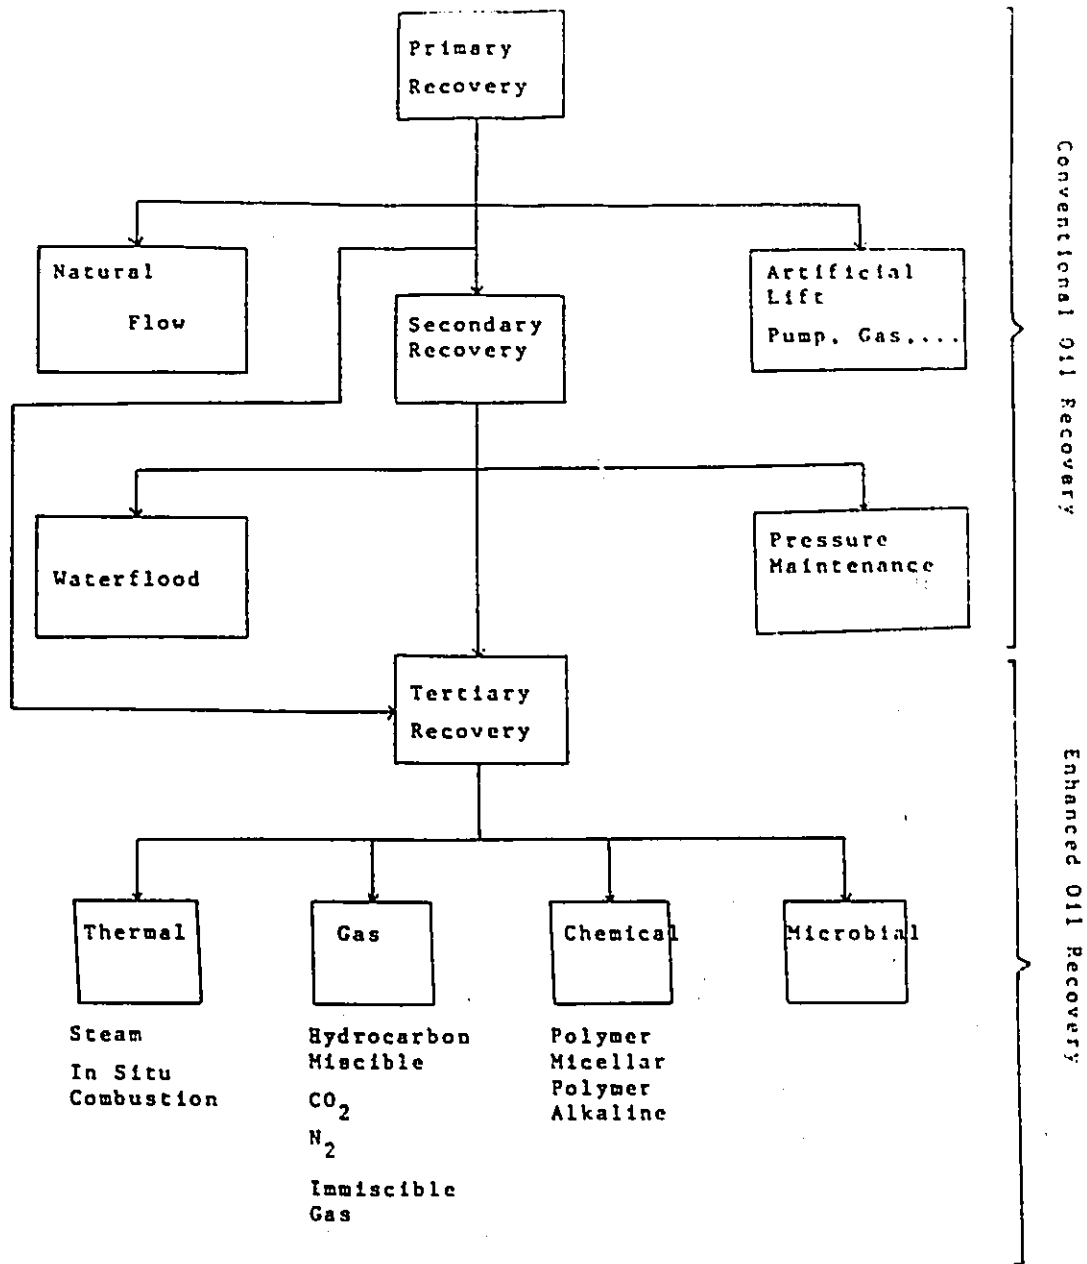 Primary
Recovery
Natural
Flow
Secondary
Recovery
Artificial
Lift
Pump, Gas,....
Conventional Oil Recovery
Waterflood
Pressure
Maintenance
Tertiary
Recovery
Enhanced Oil Recovery
Thermal
Gas
Chemical
Microbial
Steam
In Situ
Combustion
Hydrocarbon
Miscible
CO2
N2
Immiscible
Gas
Polymer
Micellar
Polymer
Alkaline